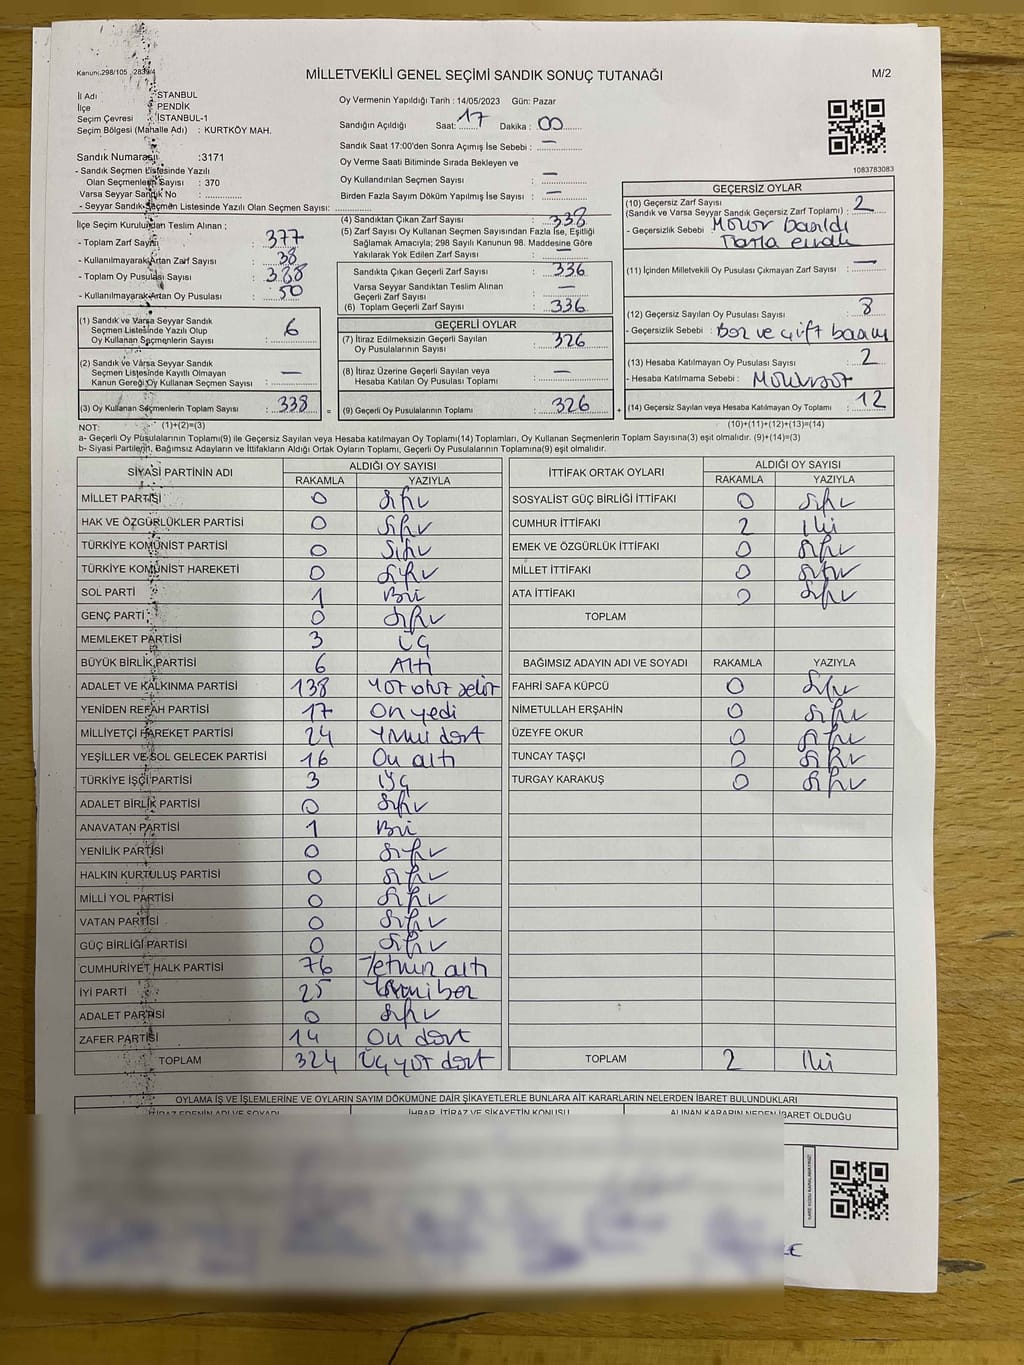 Kanun: 298/105, 283
MİLLETVEKİLİ GENEL SEÇİMİ SANDIK SONUÇ TUTANAĞI
M/2
İl Adı STANBUL
İlçe PENDİK
Seçim Çevresi : İSTANBUL-1
Seçim Bölgesi (Mahalle Adı) : KURTKÖY MAH.
Sandık Numarası :3171
- Sandık Seçmen Listesinde Yazılı
Olan Seçmenlerin Sayısı : 370
Varsa Seyyar Sandık No :
- Seyyar Sandık Seçmen Listesinde Yazılı Olan Seçmen Sayısı:
Oy Vermenin Yapıldığı Tarih : 14/05/2023 Gün: Pazar
Sandığın Açıldığı Saat: 17 Dakika : 00
Sandık Saat 17:00'den Sonra Açımış İse Sebebi : —
Oy Verme Saati Bitiminde Sırada Bekleyen ve
Oy Kullandırılan Seçmen Sayısı : —
Birden Fazla Sayım Döküm Yapılmış İse Sayısı : —
1083783083
İlçe Seçim Kurulundan Teslim Alınan ;
- Toplam Zarf Sayısı : 377
- Kullanılmayarak Artan Zarf Sayısı : 38
- Toplam Oy Pusulası Sayısı : 388
- Kullanılmayarak Artan Oy Pusulası : 50
(1) Sandık ve Varsa Seyyar Sandık
Seçmen Listesinde Yazılı Olup
Oy Kullanan Seçmenlerin Sayısı : 6
(2) Sandık ve Varsa Seyyar Sandık
Seçmen Listesinde Kayıtlı Olmayan
Kanun Gereği Oy Kullanan Seçmen Sayısı : —
(3) Oy Kullanan Seçmenlerin Toplam Sayısı : 338
(4) Sandıktan Çıkan Zarf Sayısı : 338
(5) Zarf Sayısı Oy Kullanan Seçmen Sayısından Fazla İse, Eşitliği
Sağlamak Amacıyla; 298 Sayılı Kanunun 98. Maddesine Göre
Yakılarak Yok Edilen Zarf Sayısı : —
Sandıkta Çıkan Geçerli Zarf Sayısı : 336
Varsa Seyyar Sandıktan Teslim Alınan
Geçerli Zarf Sayısı : —
(6) Toplam Geçerli Zarf Sayısı : 336
GEÇERLİ OYLAR
(7) İtiraz Edilmeksizin Geçerli Sayılan
Oy Pusulalarının Sayısı : 326
(8) İtiraz Üzerine Geçerli Sayılan veya
Hesaba Katılan Oy Pusulası Toplamı : —
= (9) Geçerli Oy Pusulalarının Toplamı : 326
GEÇERSİZ OYLAR
(10) Geçersiz Zarf Sayısı
(Sandık ve Varsa Seyyar Sandık Geçersiz Zarf Toplamı) : 2
- Geçersizlik Sebebi : Mühür basıldı
(11) İçinden Milletvekili Oy Pusulası Çıkmayan Zarf Sayısı : —
(12) Geçersiz Sayılan Oy Pusulası Sayısı : 8
- Geçersizlik Sebebi : Boş ve çift basım
(13) Hesaba Katılmayan Oy Pusulası Sayısı : 2
- Hesaba Katılmama Sebebi :
+ (14) Geçersiz Sayılan veya Hesaba Katılmayan Oy Toplamı : 12
NOT: (1)+(2)=(3) (10)+(11)+(12)+(13)=(14)
a- Geçerli Oy Pusulalarının Toplamı(9) ile Geçersiz Sayılan veya Hesaba katılmayan Oy Toplamı(14) Toplamları, Oy Kullanan Seçmenlerin Toplam Sayısına(3) eşit olmalıdır. (9)+(14)=(3)
b- Siyasi Partilerin, Bağımsız Adayların ve İttifakların Aldığı Ortak Oyların Toplamı, Geçerli Oy Pusulalarının Toplamına(9) eşit olmalıdır.
SİYASİ PARTİNİN ADI ALDIĞI OY SAYISI
RAKAMLA YAZIYLA
MİLLET PARTİSİ 0 Sıfır
HAK VE ÖZGÜRLÜKLER PARTİSİ 0 Sıfır
TÜRKİYE KOMÜNİST PARTİSİ 0 Sıfır
TÜRKİYE KOMÜNİST HAREKETİ 0 Sıfır
SOL PARTİ 1 Bir
GENÇ PARTİ 0 Sıfır
MEMLEKET PARTİSİ 3 ÜÇ
BÜYÜK BİRLİK PARTİSİ 6 Altı
ADALET VE KALKINMA PARTİSİ 138 Yüz otuz sekiz
YENİDEN REFAH PARTİSİ 17 On yedi
MİLLİYETÇİ HAREKET PARTİSİ 24 Yirmi dört
YEŞİLLER VE SOL GELECEK PARTİSİ 16 On altı
TÜRKİYE İŞÇİ PARTİSİ 3 ÜÇ
ADALET BİRLİK PARTİSİ 0 Sıfır
ANAVATAN PARTİSİ 1 Bir
YENİLİK PARTİSİ 0 Sıfır
HALKIN KURTULUŞ PARTİSİ 0 Sıfır
MİLLİ YOL PARTİSİ 0 Sıfır
VATAN PARTİSİ 0 Sıfır
GÜÇ BİRLİĞİ PARTİSİ 0 Sıfır
CUMHURİYET HALK PARTİSİ 76 Yetmiş altı
İYİ PARTİ 25 Yirmi beş
ADALET PARTİSİ 0 Sıfır
ZAFER PARTİSİ 14 On dört
TOPLAM 324 Üç yüz dört
İTTİFAK ORTAK OYLARI ALDIĞI OY SAYISI
RAKAMLA YAZIYLA
SOSYALİST GÜÇ BİRLİĞİ İTTİFAKI 0 Sıfır
CUMHUR İTTİFAKI 2 İki
EMEK VE ÖZGÜRLÜK İTTİFAKI 0 Sıfır
MİLLET İTTİFAKI 0 Sıfır
ATA İTTİFAKI 0 Sıfır
TOPLAM
BAĞIMSIZ ADAYIN ADI VE SOYADI RAKAMLA YAZIYLA
FAHRİ SAFA KÜPCÜ 0 Sıfır
NİMETULLAH ERŞAHİN 0 Sıfır
ÜZEYFE OKUR 0 Sıfır
TUNCAY TAŞÇI 0 Sıfır
TURGAY KARAKUŞ 0 Sıfır
TOPLAM 2 İki
OYLAMA İŞ VE İŞLEMLERİNE VE OYLARIN SAYIM DÖKÜMÜNE DAİR ŞİKAYETLERLE BUNLARA AİT KARARLARIN NELERDEN İBARET BULUNDUKLARI
İTİRAZ EDENİN ADI VE SOYADI İHBAR, İTİRAZ VE ŞİKAYETİN KONUSU ALINAN KARARIN NEDEN İBARET OLDUĞU